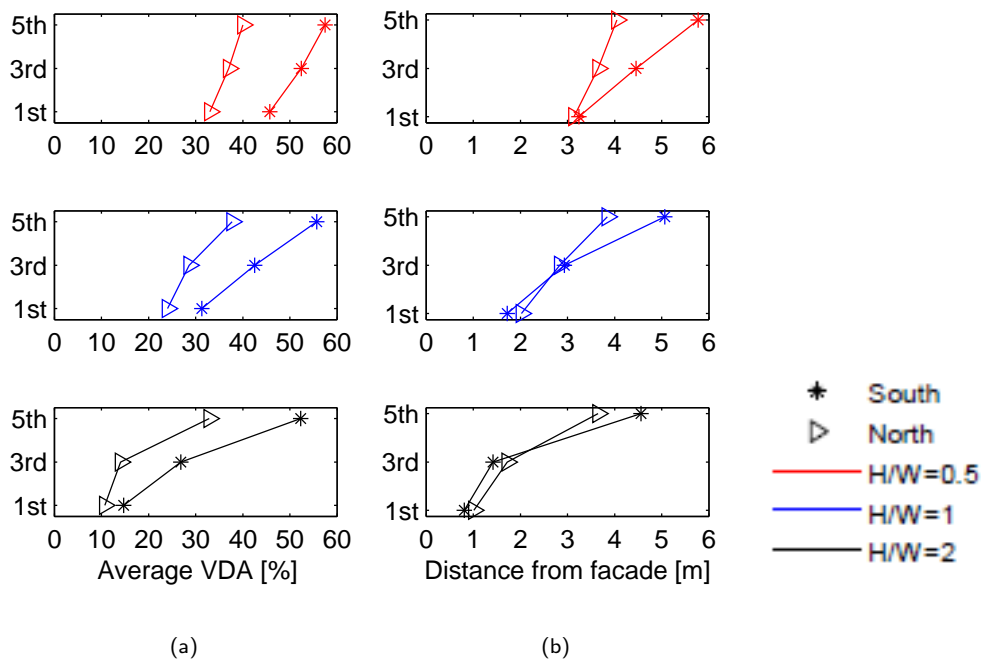 5th
3rd
1st
0 10 20 30 40 50 60
5th
3rd
1st
0 1 2 3 4 5 6
5th
3rd
1st
0 10 20 30 40 50 60
5th
3rd
1st
0 1 2 3 4 5 6
5th
3rd
1st
0 10 20 30 40 50 60
Average VDA [%]
5th
3rd
1st
0 1 2 3 4 5 6
Distance from facade [m]
South
North
H/W=0.5
H/W=1
H/W=2
(a)
(b)